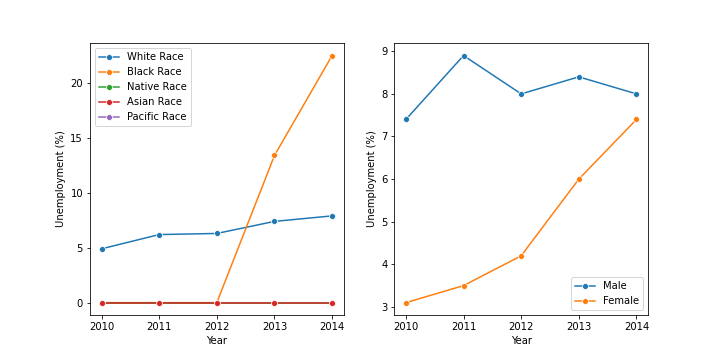 Unemployment (%)
20
15
10
5
0
White Race
Black Race
Native Race
Asian Race
Pacific Race
2010 2011 2012 2013 2014
Year
Unemployment (%)
9
8
7
6
5
4
3
Male
Female
2010 2011 2012 2013 2014
Year